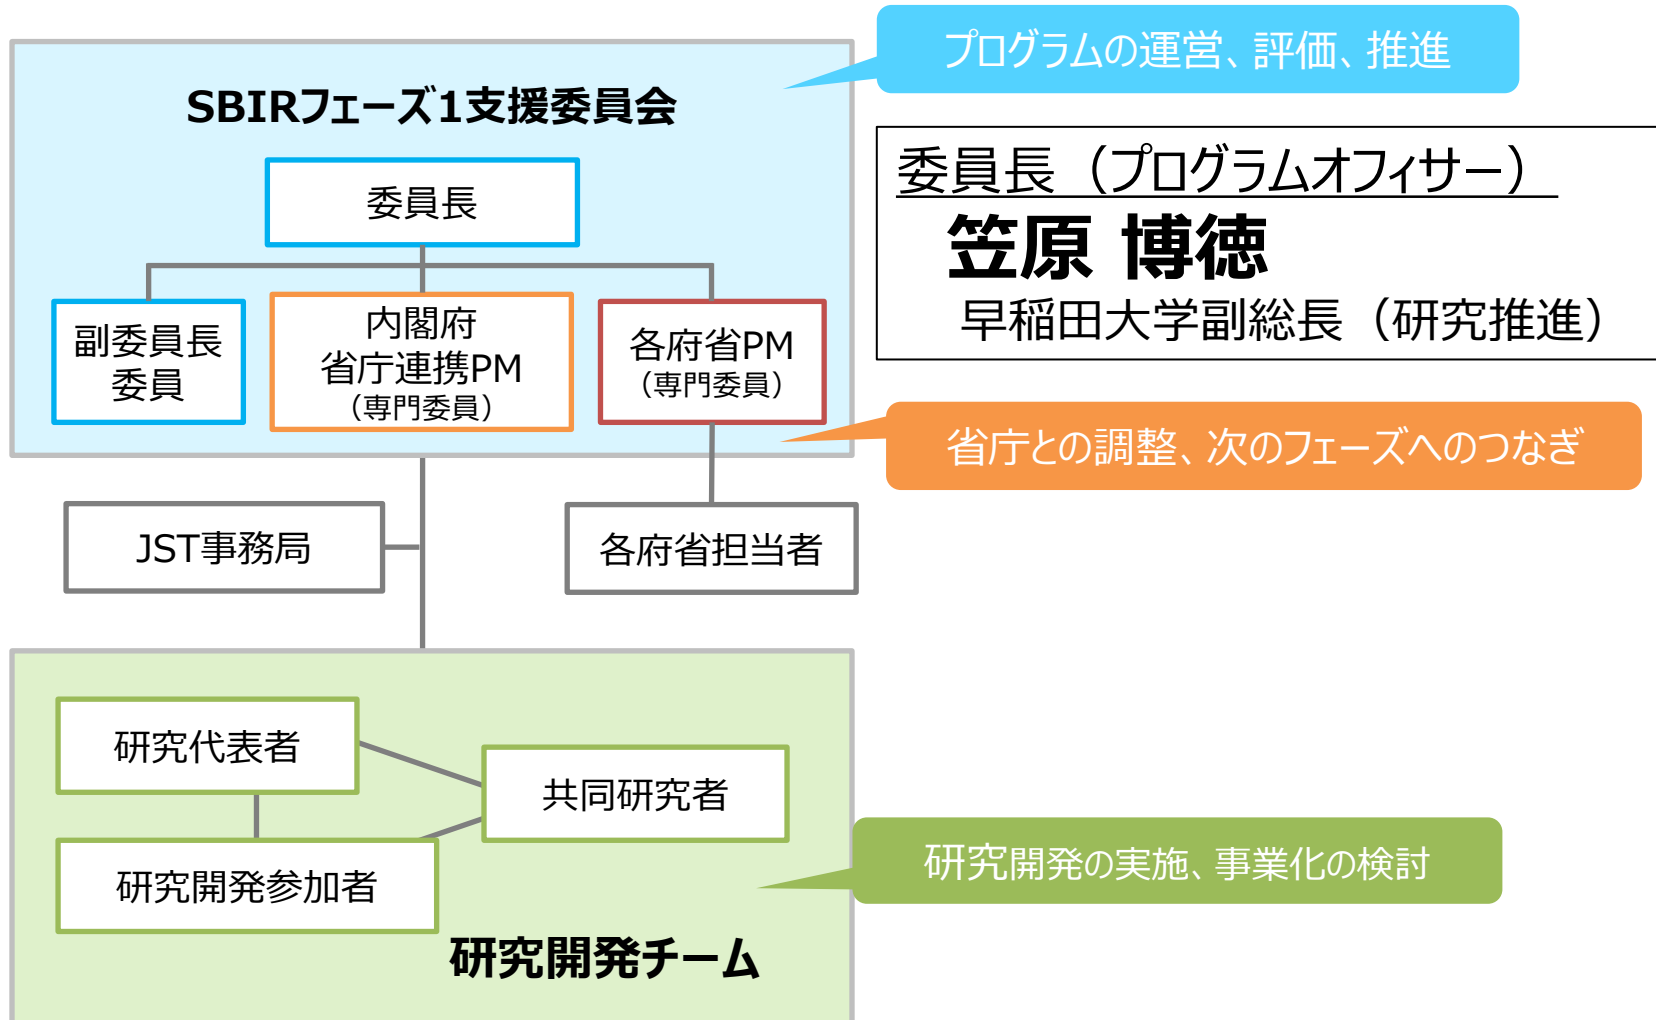 プログラムの運営、評価、推進
SBIRフェーズ1支援委員会
委員長
副委員長
委員
内閣府
省庁連携PM
（専門委員）
各府省PM
（専門委員）
委員長（プログラムオフィサー）
笠原 博徳
早稲田大学副総長（研究推進）
省庁との調整、次のフェーズへのつなぎ
JST事務局
各府省担当者
研究代表者
共同研究者
研究開発参加者
研究開発チーム
研究開発の実施、事業化の検討